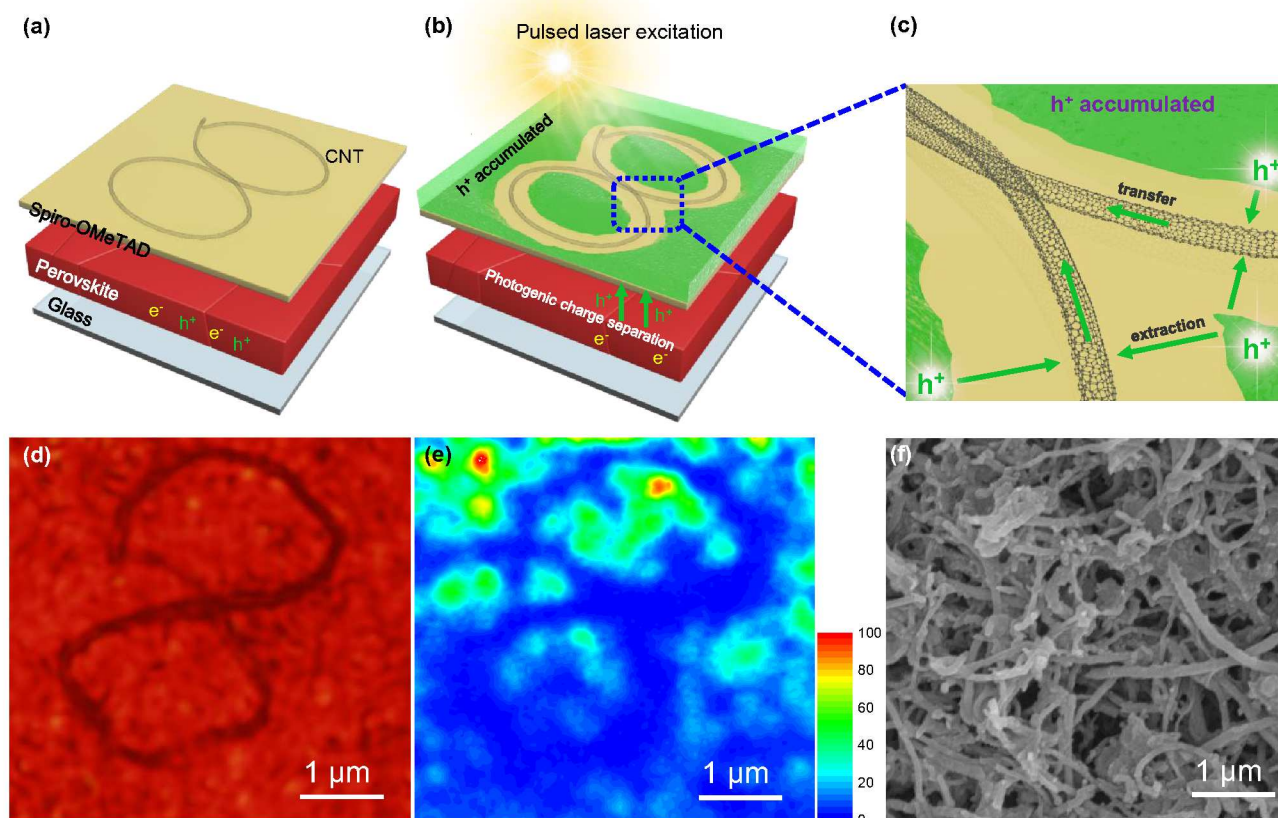 (a)
CNT
Spiro-OMeTAD
Perovskite
e⁻
h⁺
e⁻
h⁺
Glass
(b)
Pulsed laser excitation
h⁺ accumulated
h⁺
h⁺
Photogenic charge separation
e⁻
e⁻
(c)
h⁺ accumulated
h⁺
transfer
extraction
h⁺
h⁺
(d)
1 μm
(e)
1 μm
100
80
60
40
20
0
(f)
1 μm